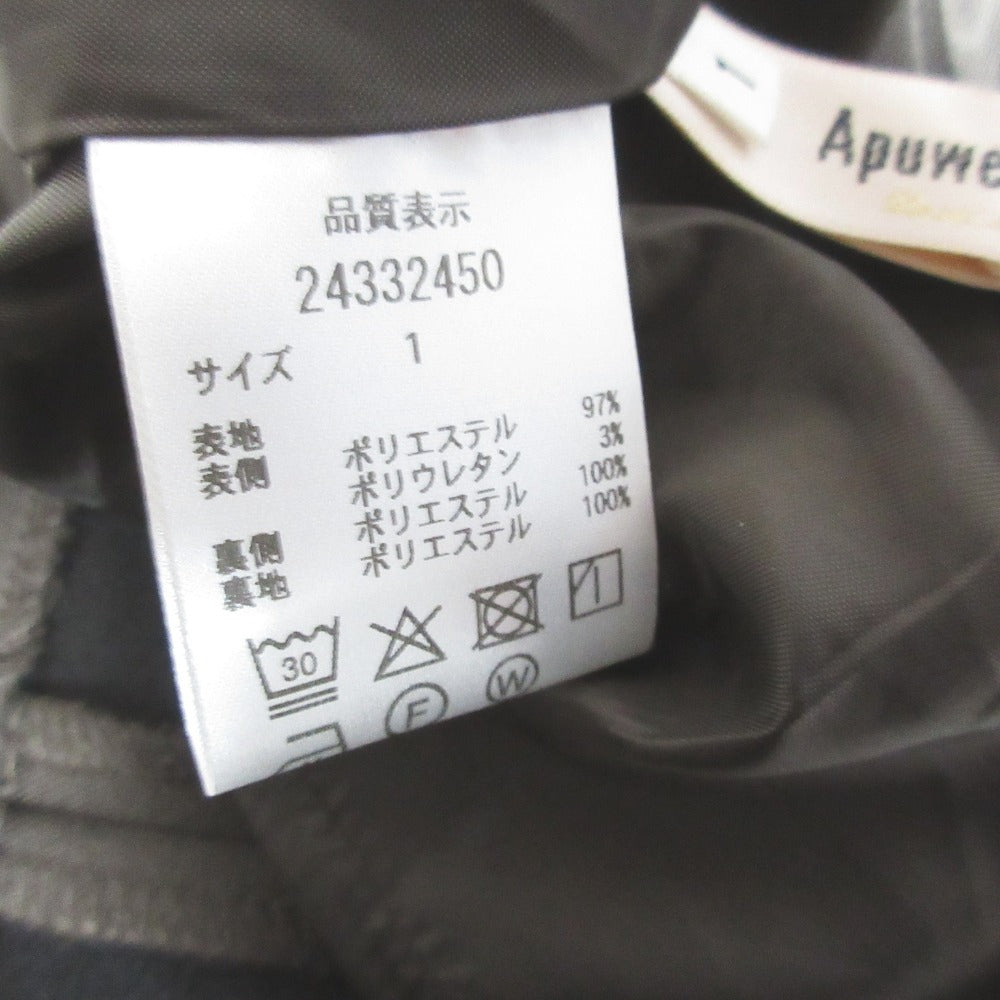 1
Apuwe
品質表示
24332450
サイズ 1
表地 ポリエステル 97%
表側 ポリウレタン 3%
ポリエステル 100%
裏側 ポリエステル 100%
裏地
30
F
W